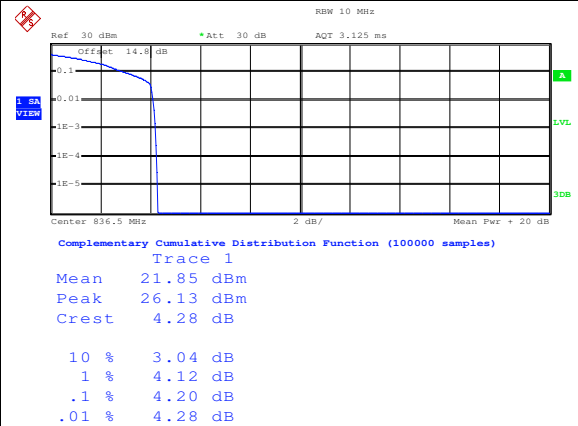 RBW 10 MHz
Ref 30 dBm *Att 30 dB AQT 3.125 ms
Offset 14.8 dB
0.1
A
0.01
1 SA
VIEW
1E-3
LVL
1E-4
1E-5
3DB
Center 836.5 MHz 2 dB/ Mean Pwr + 20 dB
Complementary Cumulative Distribution Function (100000 samples)
Trace 1
Mean 21.85 dBm
Peak 26.13 dBm
Crest 4.28 dB
10 % 3.04 dB
1 % 4.12 dB
.1 % 4.20 dB
.01 % 4.28 dB